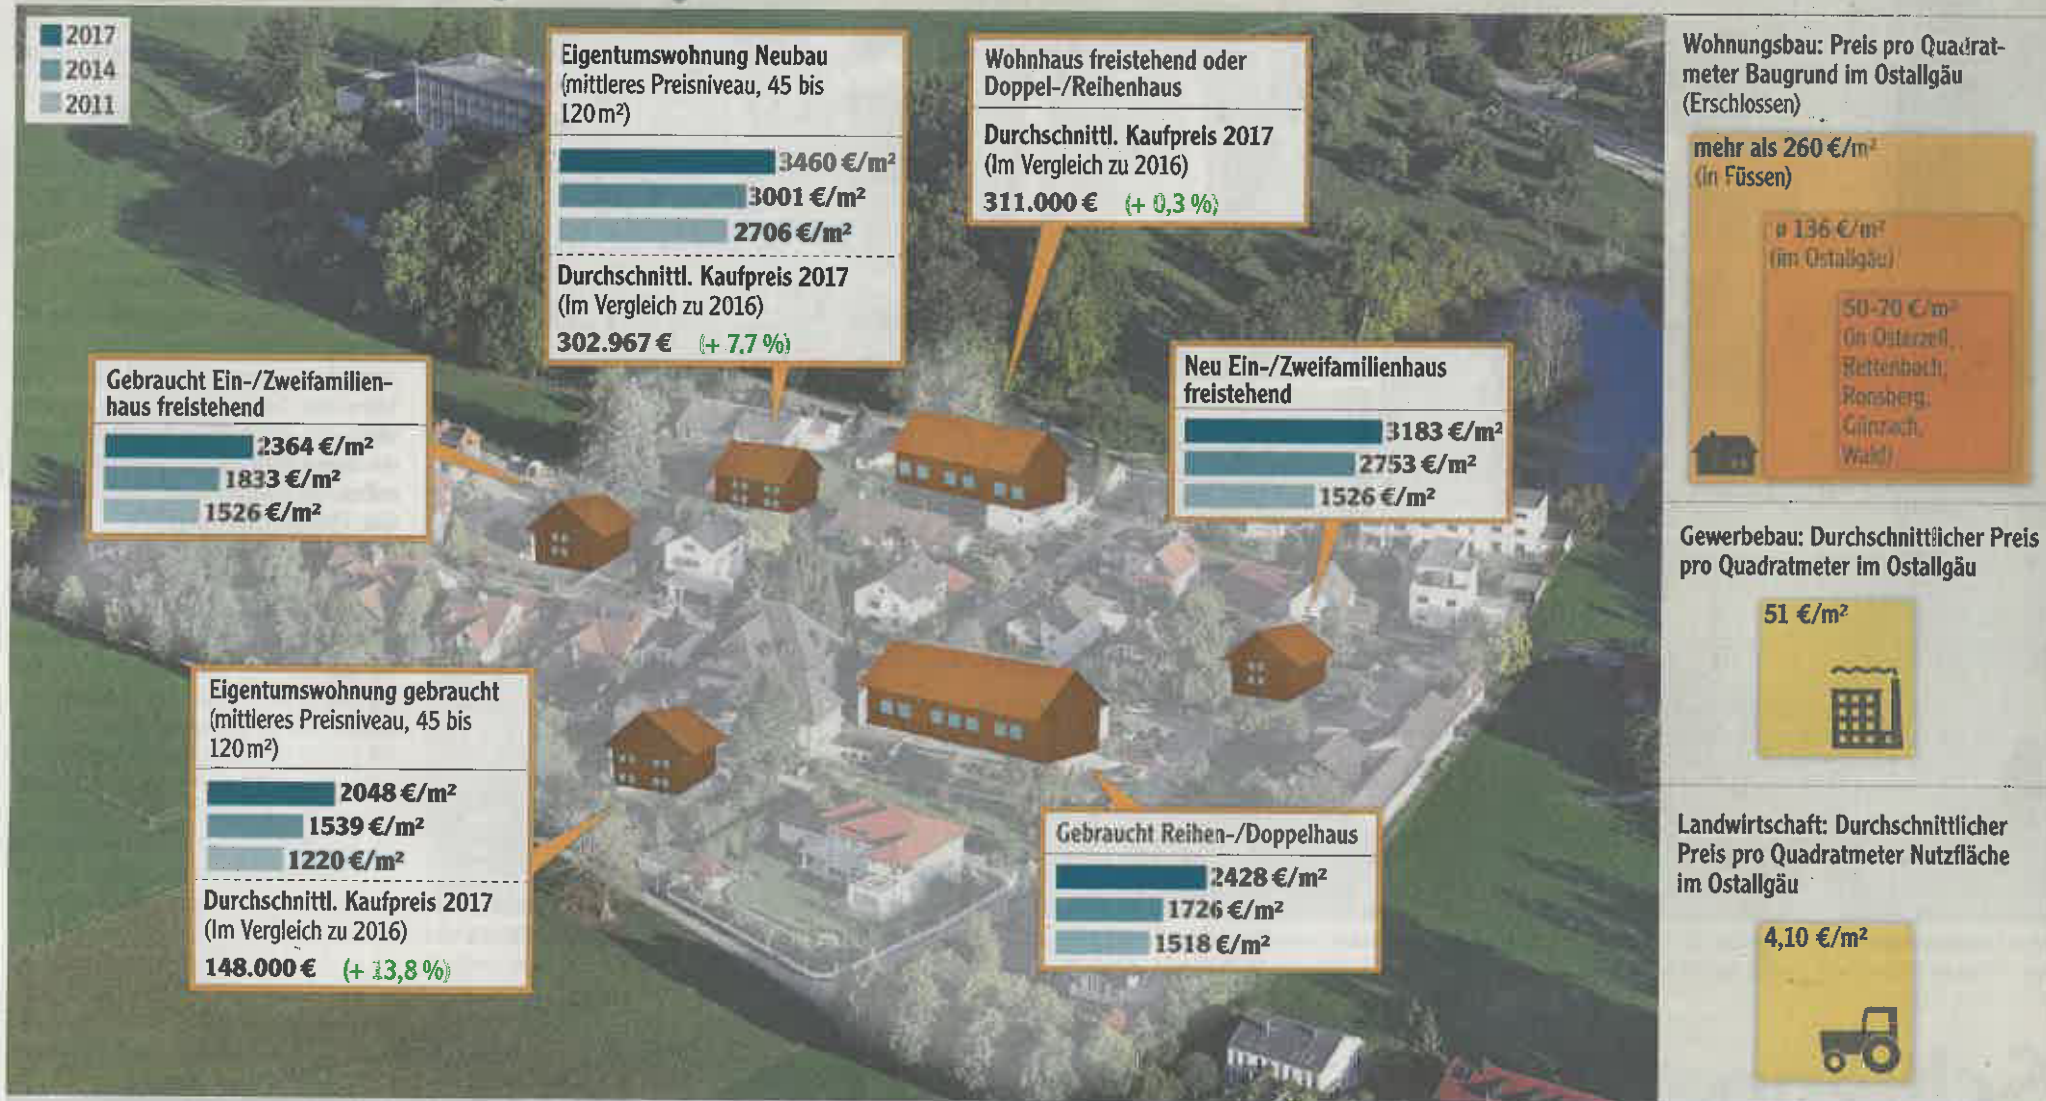 2017
2014
2011
Eigentumswohnung Neubau
(mittleres Preisniveau, 45 bis
120 m²)
3460 €/m²
3001 €/m²
2706 €/m²
Durchschnittl. Kaufpreis 2017
(Im Vergleich zu 2016)
302.967 € (+ 7,7 %)
Wohnhaus freistehend oder
Doppel-/Reihenhaus
Durchschnittl. Kaufpreis 2017
(Im Vergleich zu 2016)
311.000 € (+ 0,3 %)
Gebraucht Ein-/Zweifamilien-
haus freistehend
2364 €/m²
1833 €/m²
1526 €/m²
Neu Ein-/Zweifamilienhaus
freistehend
3183 €/m²
2753 €/m²
1526 €/m²
Eigentumswohnung gebraucht
(mittleres Preisniveau, 45 bis
120 m²)
2048 €/m²
1539 €/m²
1220 €/m²
Durchschnittl. Kaufpreis 2017
(Im Vergleich zu 2016)
148.000 € (+ 13,8 %)
Gebraucht Reihen-/Doppelhaus
2428 €/m²
1726 €/m²
1518 €/m²
Wohnungsbau: Preis pro Quadrat-
meter Baugrund im Ostallgäu
(Erschlossen)
mehr als 260 €/m²
(in Füssen)
ø 136 €/m²
(im Ostallgäu)
50-70 €/m²
(in Osterzell,
Rettenbach,
Ronsberg,
Günzach,
Wald)
Gewerbebau: Durchschnittlicher Preis
pro Quadratmeter im Ostallgäu
51 €/m²
Landwirtschaft: Durchschnittlicher
Preis pro Quadratmeter Nutzfläche
im Ostallgäu
4,10 €/m²